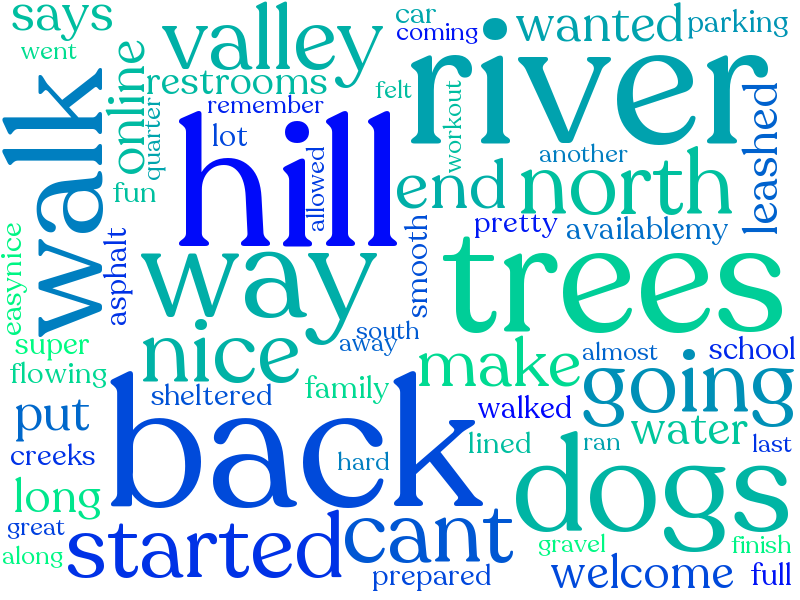 says
went
valley
car
coming
wanted
parking
river
walk
online
quarter
restrooms
remember
felt
workout
hill
lot
fun
allowed
another
end
north
leashed
pretty
availablemy
easynice
asphalt
way
smooth
trees
south
away
nice
super
flowing
make
almost
school
sheltered
family
going
put
back
walked
water
creeks
hard
lined
ran
last
long
dogs
great
started
cant
along
gravel
finish
prepared
welcome
full